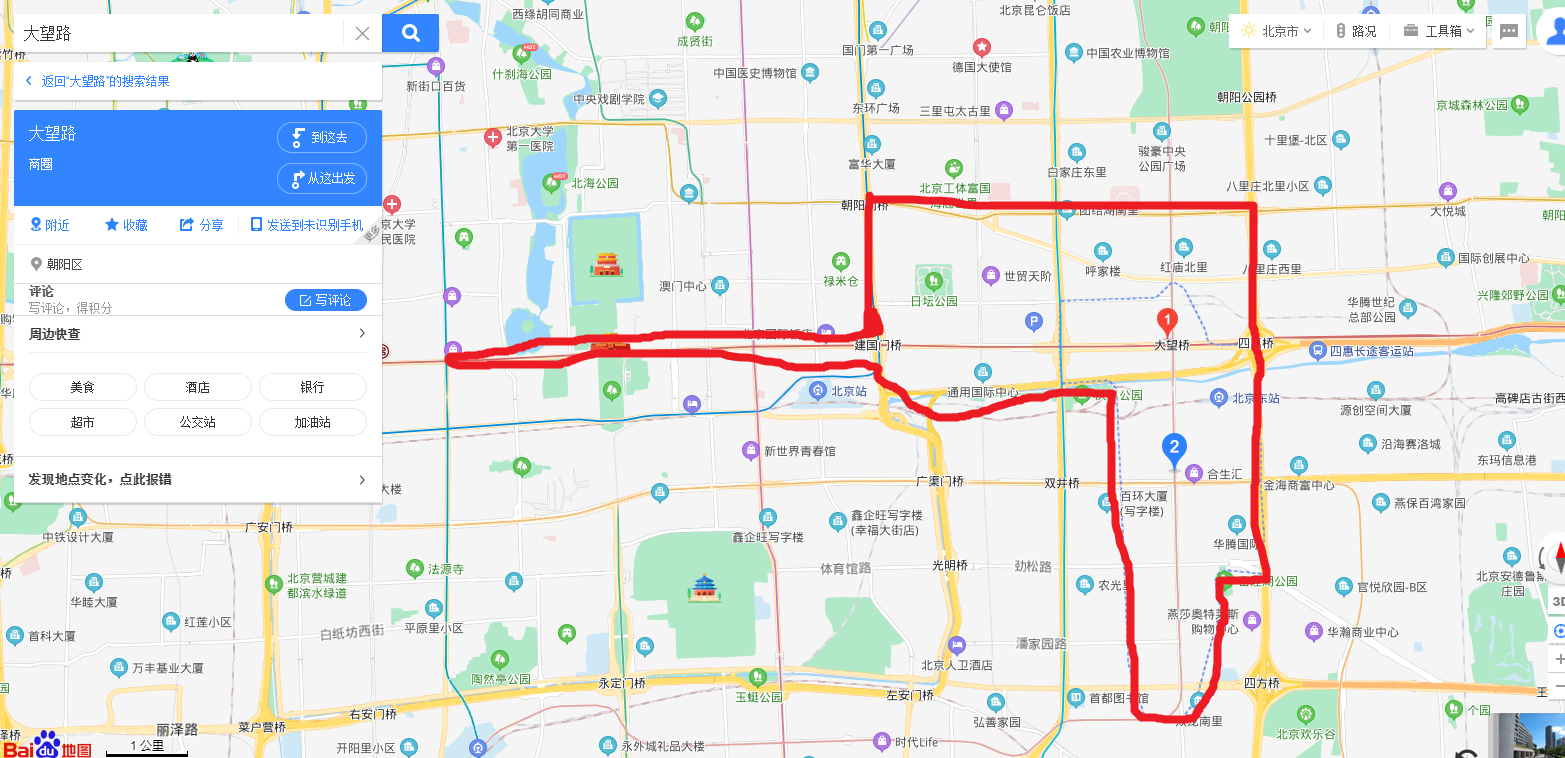 大望路
北京市
路况
工具箱
返回"大望路"的搜索结果
大望路
到这去
商圈
从这出发
附近
收藏
分享
发送到未识别手机
更多
朝阳区
评论
写评论，得积分
写评论
周边快查
美食
酒店
银行
超市
公交站
加油站
发现地点变化，点此报错
西绦胡同商业
北京昆仑饭店
成贤街
国门第一广场
HOT
什刹海公园
新街口百货
中国医史博物馆
德国大使馆
中国农业博物馆
中央戏剧学院
东环广场
三里屯太古里
朝阳公园桥
京城森林公园
北京大学
第一医院
富华大厦
白家庄东里
骏豪中央
公园广场
十里堡-北区
HOT
北海公园
北京工体富国
八里庄北里小区
大悦城
京大学
民医院
团结湖南里
世贸天阶
呼家楼
红庙北里
八里庄西里
国际创展中心
澳门中心
禄米仓
日坛公园
华腾世纪
总部公园
兴隆郊野公园
P
1
建国门桥
大望桥
四惠长途客运站
北京站
通用国际中心
源创空间大厦
高碑店古街西
沿海赛洛城
东玛信息港
2
新世界青春馆
合生汇
广渠门桥
双井桥
金海商富中心
燕保百湾家园
百环大厦
(写字楼)
大楼
广安门桥
中铁设计大厦
鑫企旺写字楼
鑫企旺写字楼
(幸福大街店)
华腾国际
法源寺
体育馆路
光明桥
劲松路
北京营城建
都滨水绿道
农光里
官悦欣园-B区
北京安德鲁斯
庄园
华睦大厦
红莲小区
平原里小区
白纸坊西街
首科大厦
燕莎奥特莱斯
购物中心
华瀚商业中心
潘家园路
万丰基业大厦
陶然亭公园
永定门桥
北京人卫酒店
玉蜓公园
左安门桥
首都图书馆
四方桥
双龙南里
弘善家园
个园
右安门桥
丽泽路
菜户营桥
北京欢乐谷
开阳里小区
永外城礼品大厦
时代Life
Bai du 地图
1 公里
3D